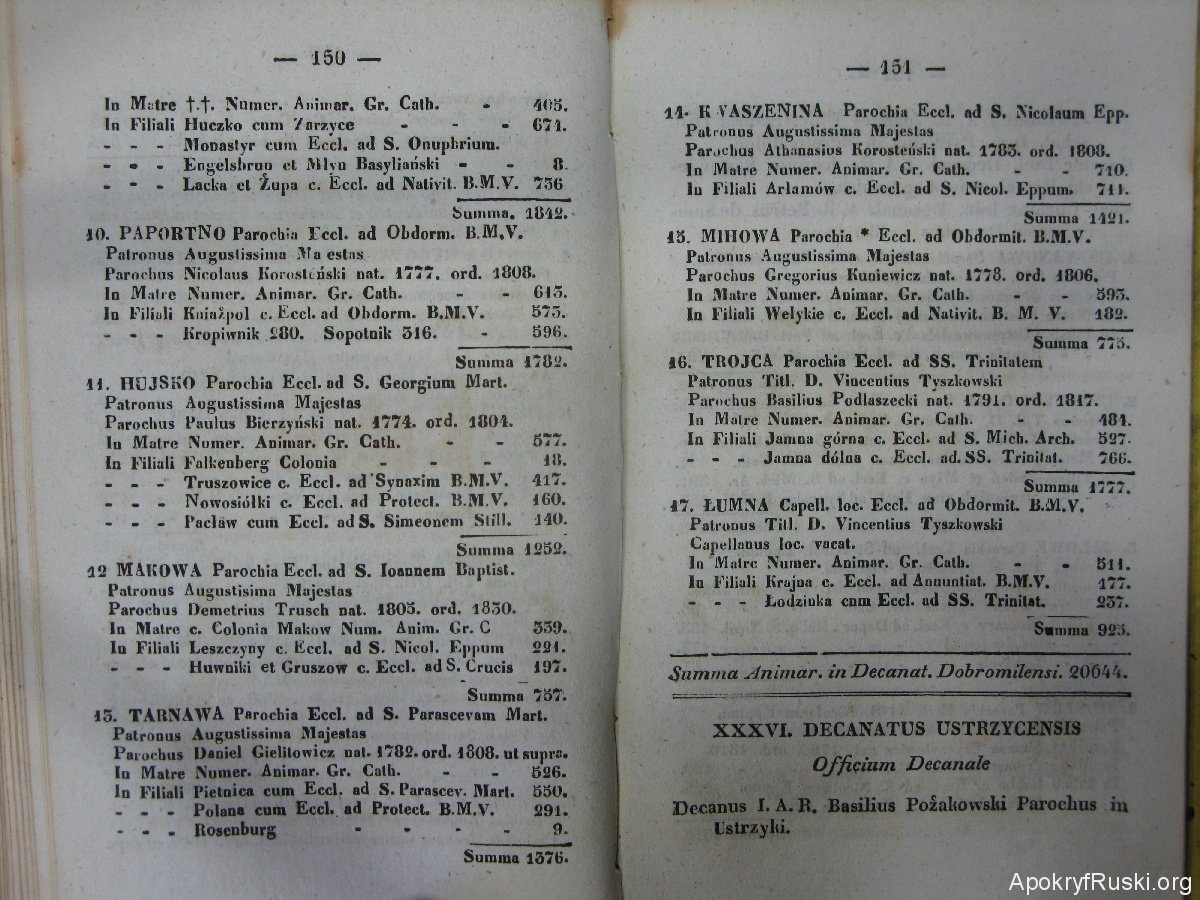 — 150 —
In Matre †.†. Numer. Animar. Gr. Cath. - 405.
In Filiali Huczko cum Zarzyce - - - 671.
- - - Monastyr cum Eccl. ad S. Onuphrium.
- - - Engelsbrun et Młyn Basyliański - - 8.
- - - Lacka et Żupa c. Eccl. ad Nativit. B.M.V. 756
Summa. 1842.
10. PAPORTNO Parochia Eccl. ad Obdorm. B.M.V.
Patronus Augustissima Majestas
Parochus Nicolaus Korosteński nat. 1777. ord. 1808.
In Matre Numer. Animar. Gr. Cath. - - 613.
In Filiali Kniażpol c. Eccl. ad Obdorm. B.M.V. 573.
- - - Kropiwnik 280. Sopotnik 316. - 596.
Summa 1782.
11. HUJSKO Parochia Eccl. ad S. Georgium Mart.
Patronus Augustissima Majestas
Parochus Paulus Bierzyński nat. 1774. ord. 1804.
In Matre Numer. Animar. Gr. Cath. - - 577.
In Filiali Falkenberg Colonia - - - 18.
- - - Truszowice c. Eccl. ad Synaxim B.M.V. 417.
- - - Nowosiólki c. Eccl. ad Protect. B.M.V. 160.
- - - Pacław cum Eccl. ad S. Simeonem Still. 140.
Summa 1252.
12 MAKOWA Parochia Eccl. ad S. Ioannem Baptist.
Patronus Augustisima Majestas
Parochus Demetrius Trusch nat. 1805. ord. 1830.
In Matre c. Colonia Makow Num. Anim. Gr. C 339.
In Filiali Leszczyny c. Eccl. ad S. Nicol. Eppum 221.
- - - Huwniki et Gruszow c. Eccl. ad S. Crucis 197.
Summa 757.
13. TARNAWA Parochia Eccl. ad S. Parascevam Mart.
Patronus Augustissima Majestas
Parochus Daniel Gielitowicz nat. 1782. ord. 1808. ut supra.
In Matre Numer. Animar. Gr. Cath. - - 526.
In Filiali Pietnica cum Eccl. ad S. Parascev. Mart. 550.
- - - Polana cum Eccl. ad Protect. B.M.V. 291.
- - - Rosenburg - - - - 9.
Summa 1376.
— 151 —
14. KWASZENINA Parochia Eccl. ad S. Nicolaum Epp.
Patronus Augustissima Majestas
Parochus Athanasius Korosteński nat. 1783. ord. 1808.
In Matre Numer. Animar. Gr. Cath. - - 710.
In Filiali Arłamów c. Eccl. ad S. Nicol. Eppum. 711.
Summa 1421.
15. MIHOWA Parochia * Eccl. ad Obdormit. B.M.V.
Patronus Augustissima Majestas
Parochus Gregorius Kuniewicz nat. 1778. ord. 1806.
In Matre Numer. Animar. Gr. Cath. - - 593.
In Filiali Wełykie c. Eccl. ad Nativit. B. M. V. 182.
Summa 775.
16. TROJCA Parochia Eccl. ad SS. Trinitatem
Patronus Titl. D. Vincentius Tyszkowski
Parochus Basilius Podlaszecki nat. 1791. ord. 1817.
In Matre Numer. Animar. Gr. Cath. - - 484.
In Filiali Jamna górna c. Eccl. ad S. Mich. Arch. 527.
- - - Jamna dólna c. Eccl. ad. SS. Trinitat. 766.
Summa 1777.
17. ŁUMNA Capell. loc. Eccl. ad Obdormit. B.M.V.
Patronus Titl. D. Vincentius Tyszkowski
Capellanus loc. vacat.
In Matre Numer. Animar. Gr. Cath. - - 511.
In Filiali Krajna c. Eccl. ad Annuntiat. B.M.V. 177.
- - - Łodzinka cum Eccl. ad SS. Trinitat. 237.
Summa 925.
Summa Animar. in Decanat. Dobromilensi. 20644.
XXXVI. DECANATUS USTRZYCENSIS
Officium Decanale
Decanus I. A. R. Basilius Pożakowski Parochus in
Ustrzyki.
ApokryfRuski.org